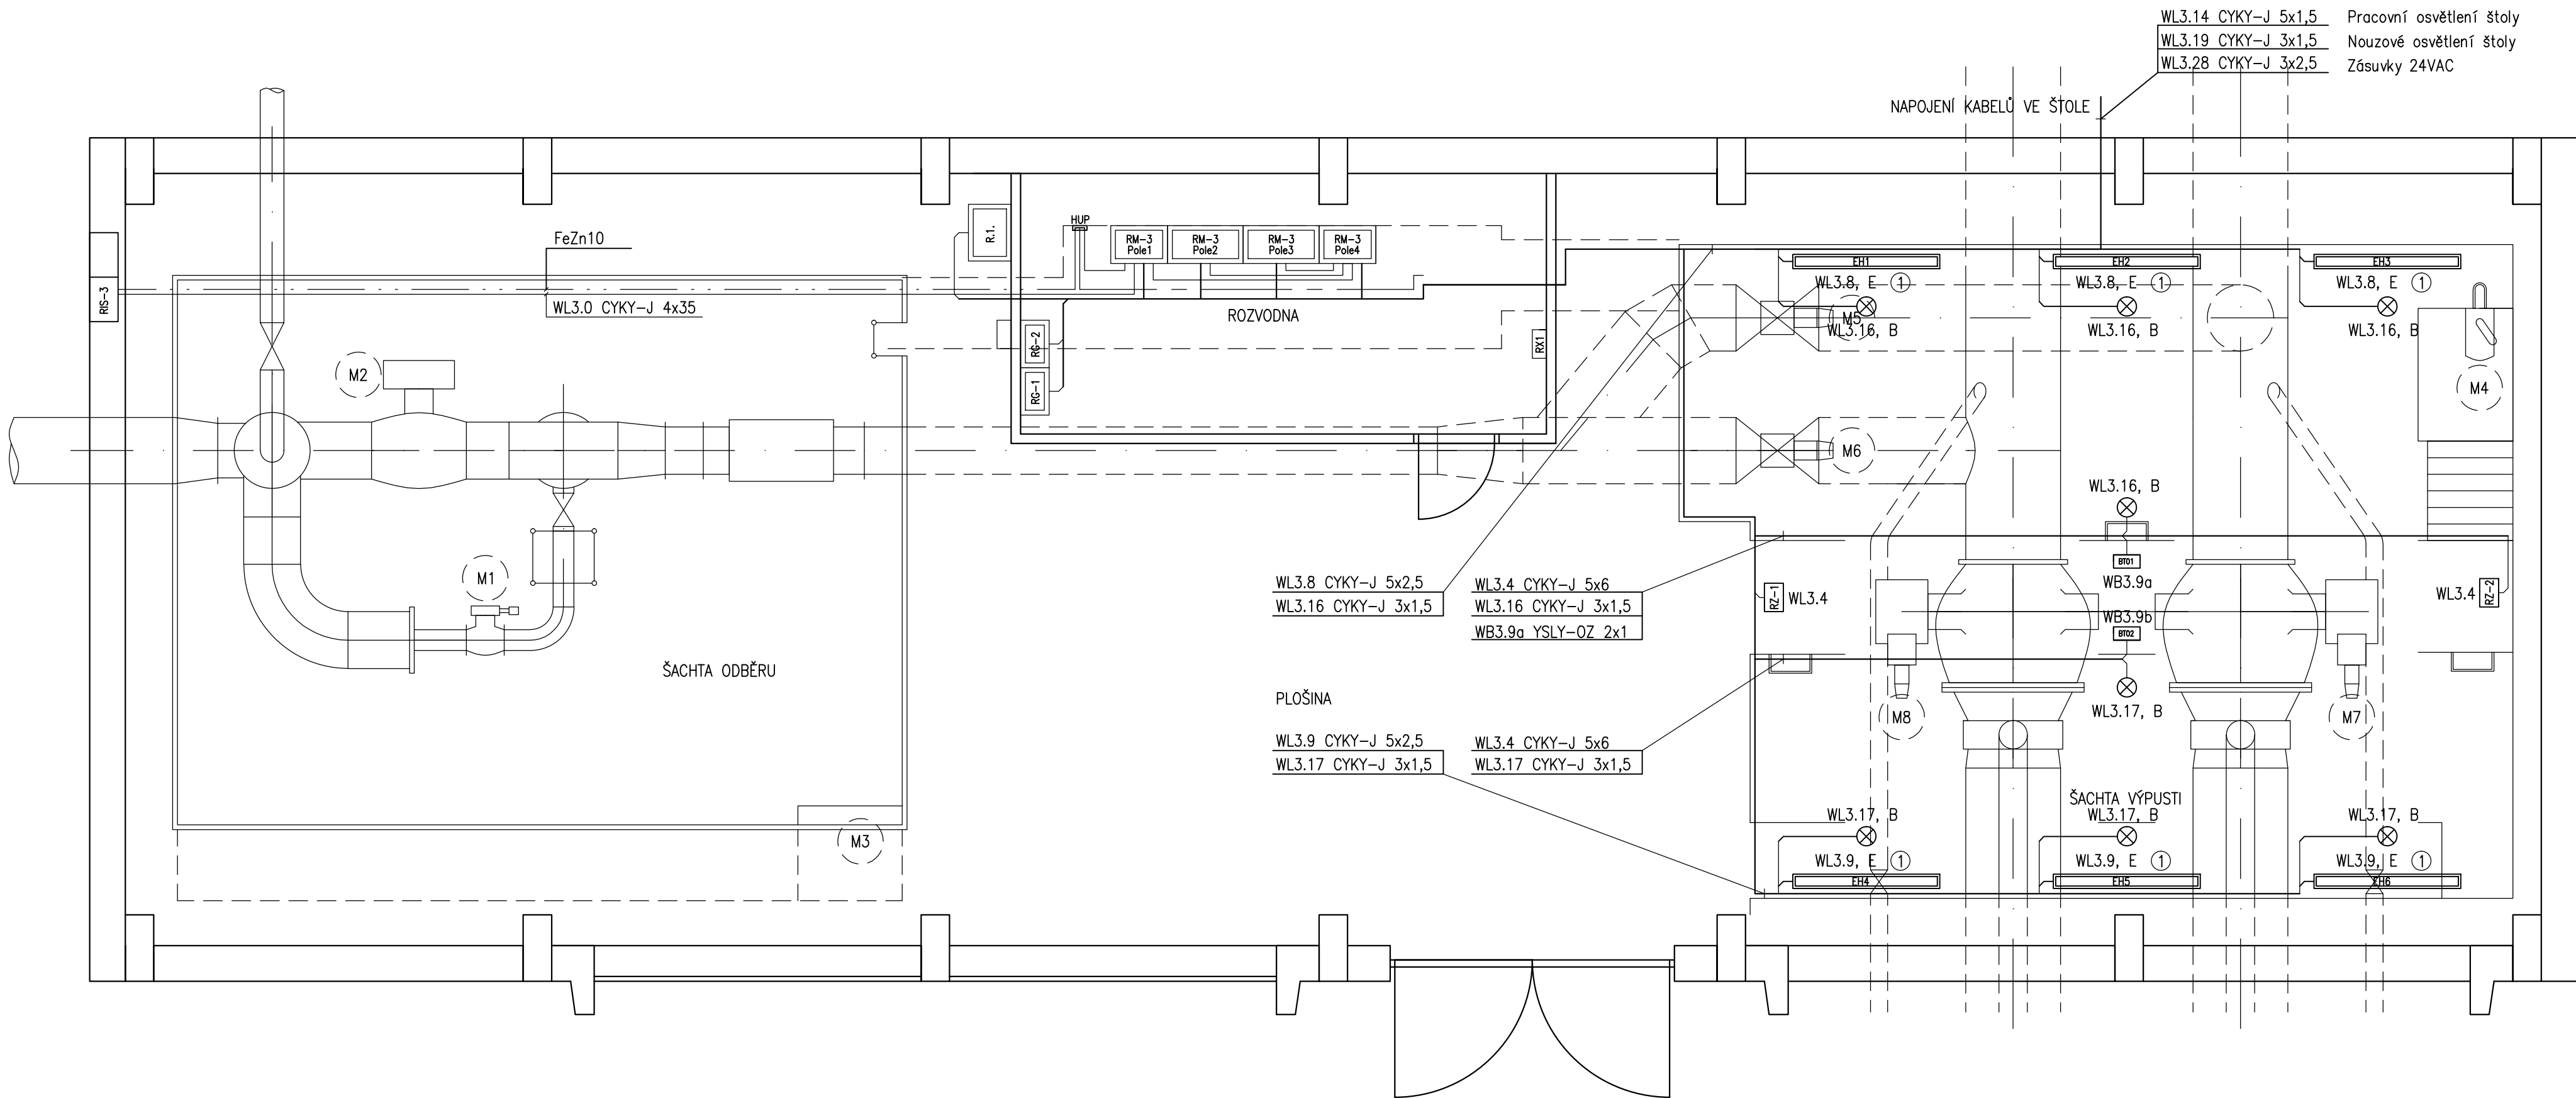 WL3.14 CYKY-J 5x1,5 Pracovní osvětlení štoly
WL3.19 CYKY-J 3x1,5 Nouzové osvětlení štoly
WL3.28 CYKY-J 3x2,5 Zásuvky 24VAC
NAPOJENÍ KABELŮ VE ŠTOLE
FeZn10
WL3.0 CYKY-J 4x35
RIS-3
R.1.
HUP
RM-3
Pole1
RM-3
Pole2
RM-3
Pole3
RM-3
Pole4
ROZVODNA
RG-2
RG-1
RX1
EH1
EH2
EH3
WL3.8, E 1
WL3.8, E 1
WL3.8, E 1
M5
WL3.16, B
WL3.16, B
WL3.16, B
M2
M4
M6
WL3.16, B
M1
BT01
WB3.9a
WL3.8 CYKY-J 5x2,5
WL3.16 CYKY-J 3x1,5
WL3.4 CYKY-J 5x6
WL3.16 CYKY-J 3x1,5
WB3.9a YSLY-OZ 2x1
RZ-1
WL3.4
WL3.4
RZ-2
WB3.9b
BT02
ŠACHTA ODBĚRU
PLOŠINA
WL3.17, B
M8
M7
WL3.9 CYKY-J 5x2,5
WL3.17 CYKY-J 3x1,5
WL3.4 CYKY-J 5x6
WL3.17 CYKY-J 3x1,5
ŠACHTA VÝPUSTI
WL3.17, B
WL3.17, B
WL3.17, B
M3
WL3.9, E 1
WL3.9, E 1
WL3.9, E 1
EH4
EH5
EH6